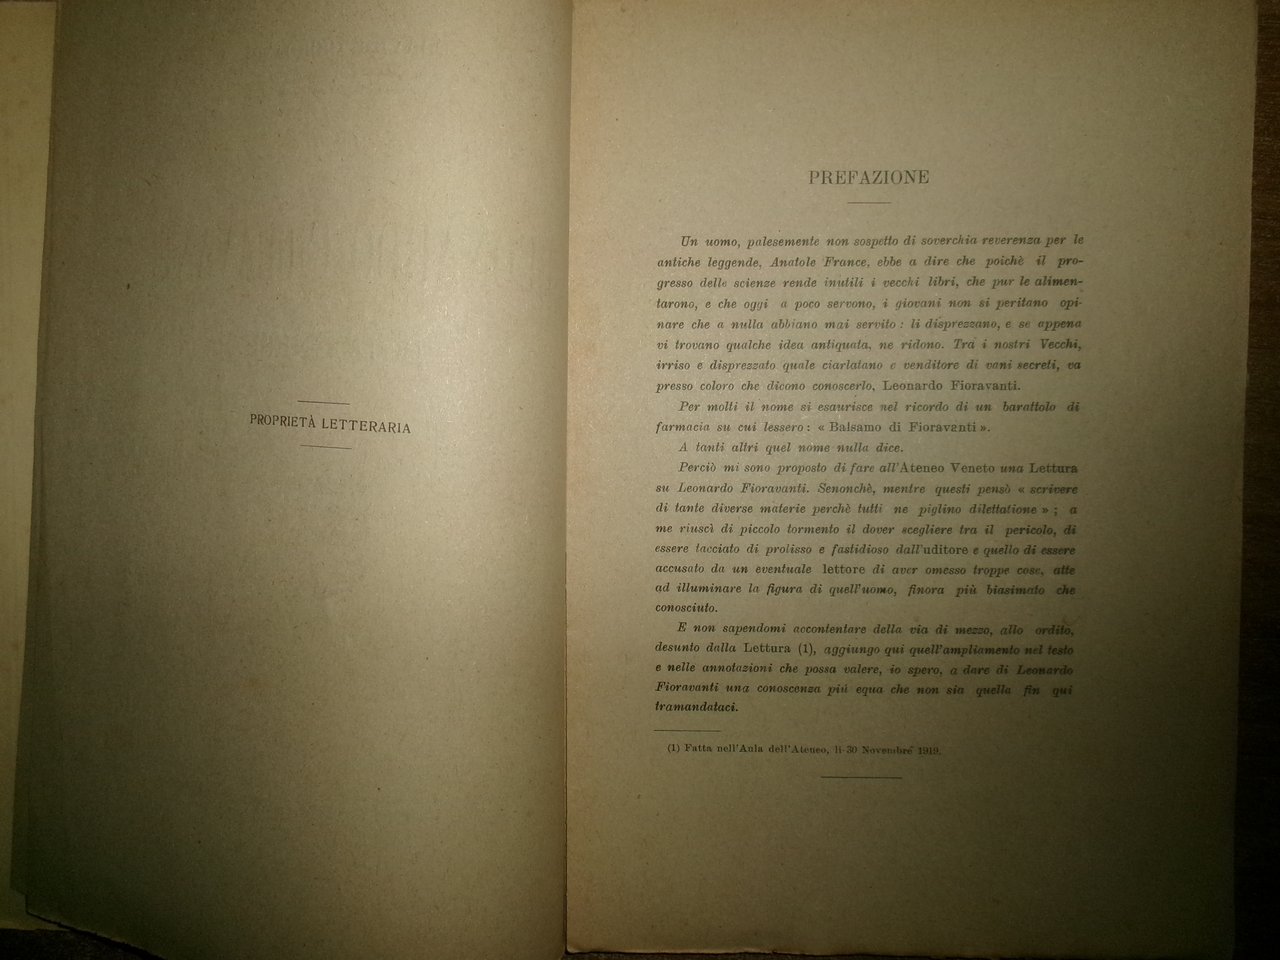 PROPRIETÀ LETTERARIA
PREFAZIONE
Un uomo, palesemente non sospetto di soverchia reverenza per le
antiche leggende, Anatole France, ebbe a dire che poichè il pro-
gresso delle scienze rende inutili i vecchi libri, che pur le alimen-
tarono, e che oggi a poco servono, i giovani non si peritano opi-
nare che a nulla abbiano mai servito : li disprezzano, e se appena
vi trovano qualche idea antiquata, ne ridono. Tra i nostri Vecchi,
irriso e disprezzato quale ciarlatano e venditore di vani secreti, va
presso coloro che dicono conoscerlo, Leonardo Fioravanti.
Per molti il nome si esaurisce nel ricordo di un barattolo di
farmacia su cui lessero : « Balsamo di Fioravanti ».
A tanti altri quel nome nulla dice.
Perciò mi sono proposto di fare all'Ateneo Veneto una Lettura
su Leonardo Fioravanti. Senonchè, mentre questi pensò « scrivere
di tante diverse materie perchè tutti ne piglino dilettatione » ; a
me riuscì di piccolo tormento il dover scegliere tra il pericolo, di
essere tacciato di prolisso e fastidioso dall'uditore e quello di essere
accusato da un eventuale lettore di aver omesso troppe cose, atte
ad illuminare la figura di quell'uomo, finora più biasimato che
conosciuto.
E non sapendomi accontentare della via di mezzo, allo ordito,
desunto dalla Lettura (1), aggiungo qui quell'ampliamento nel testo
e nelle annotazioni che possa valere, io spero, a dare di Leonardo
Fioravanti una conoscenza più equa che non sia quella fin qui
tramandataci.
(1) Fatta nell'Aula dell'Ateneo, li 30 Novembre 1919.